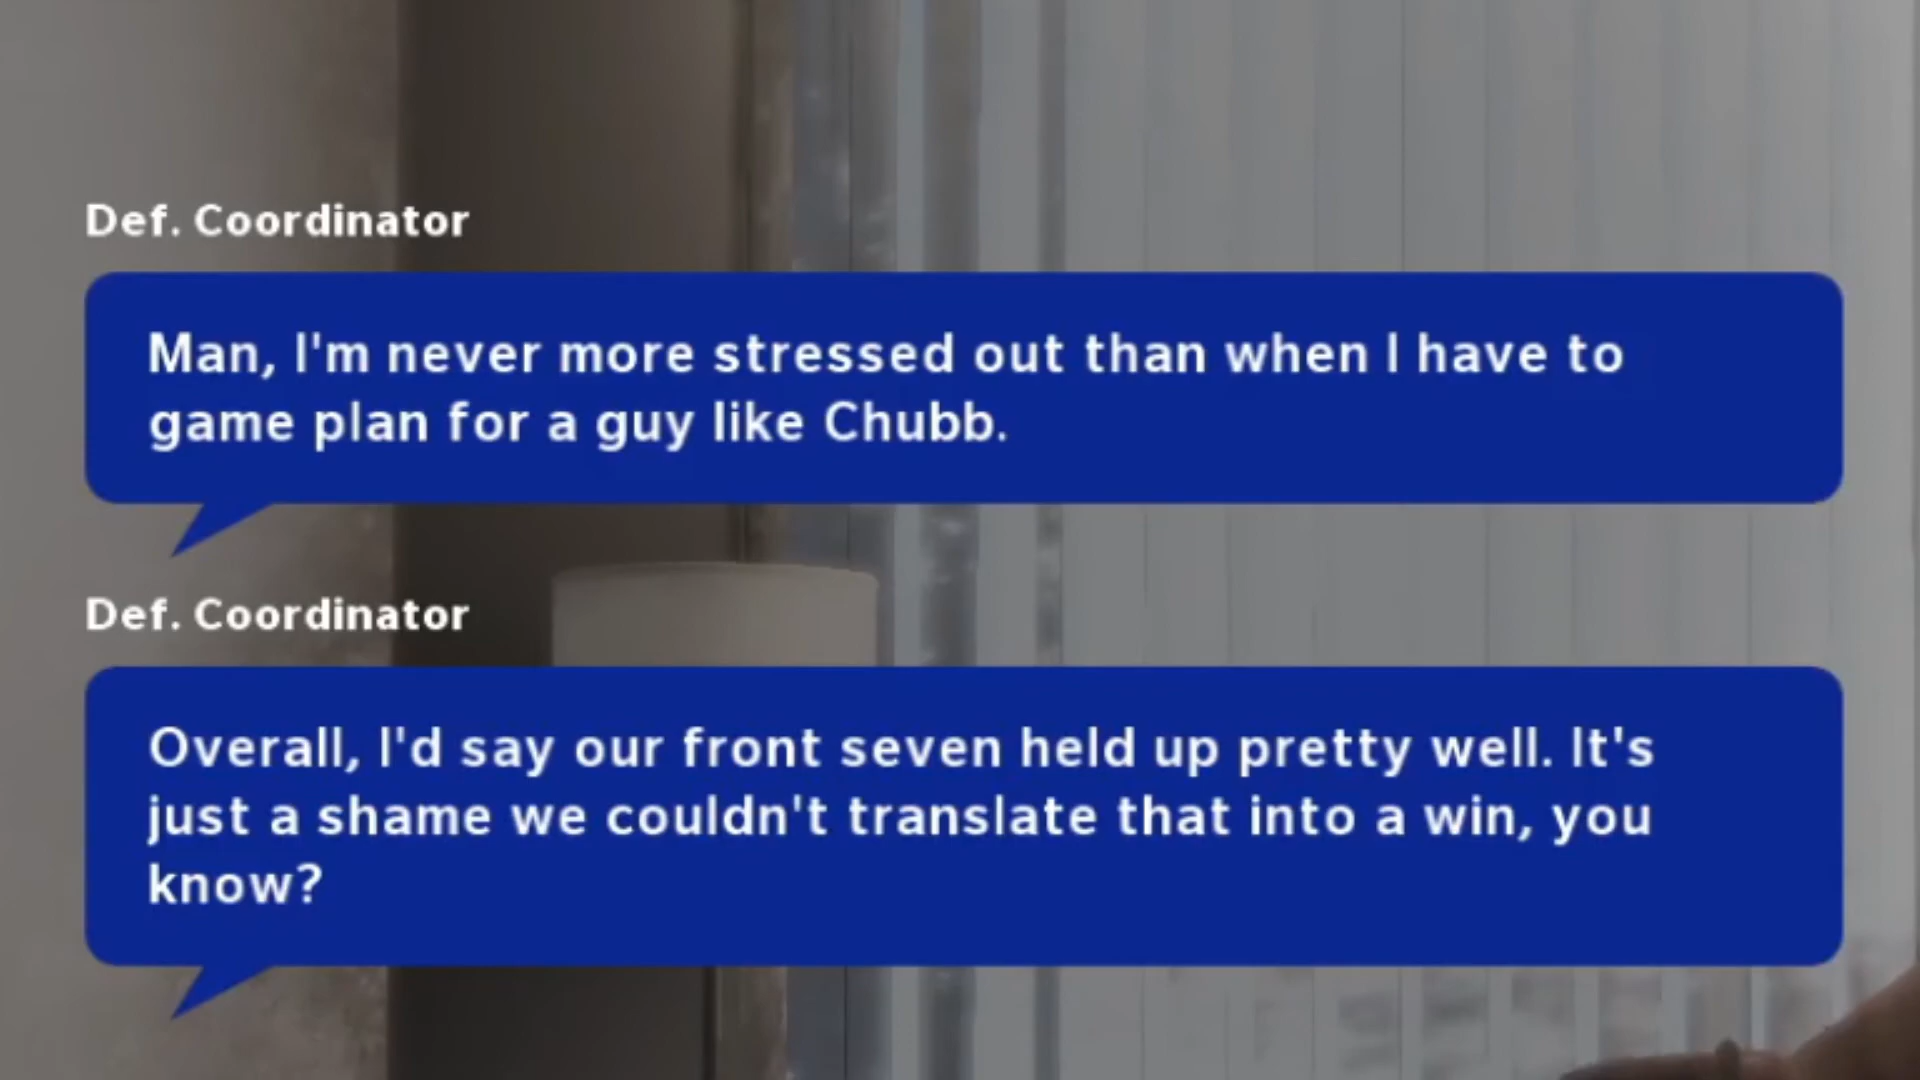 Def. Coordinator
Man, I'm never more stressed out than when I have to
game plan for a guy like Chubb.
Def. Coordinator
Overall, I'd say our front seven held up pretty well. It's
just a shame we couldn't translate that into a win, you
know?